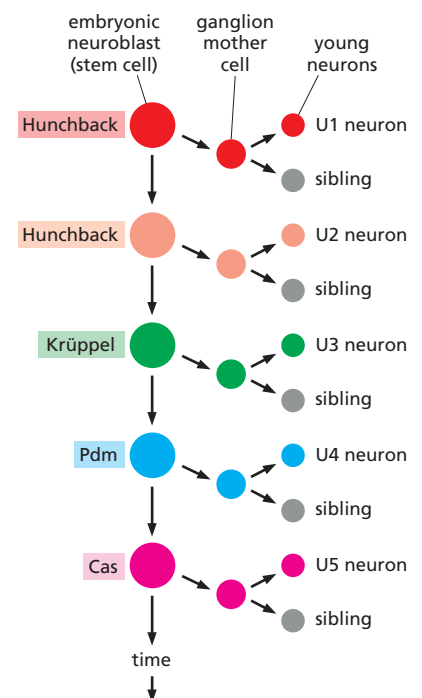 embryonic
neuroblast
(stem cell)
ganglion
mother
cell
young
neurons
Hunchback
U1 neuron
sibling
Hunchback
U2 neuron
sibling
Krüppel
U3 neuron
sibling
Pdm
U4 neuron
sibling
Cas
U5 neuron
sibling
time